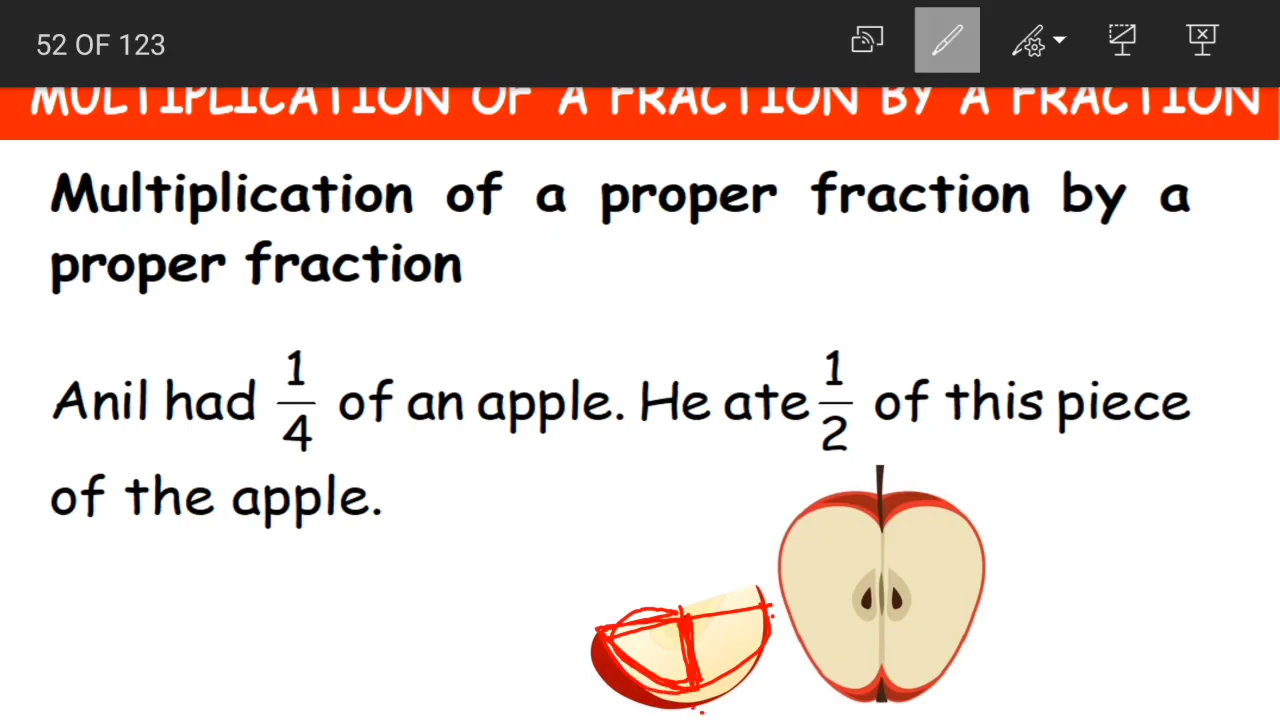 52 OF 123
MULTIPLICATION OF A FRACTION BY A FRACTION
Multiplication of a proper fraction by a
proper fraction
Anil had 1/4 of an apple. He ate 1/2 of this piece
of the apple.